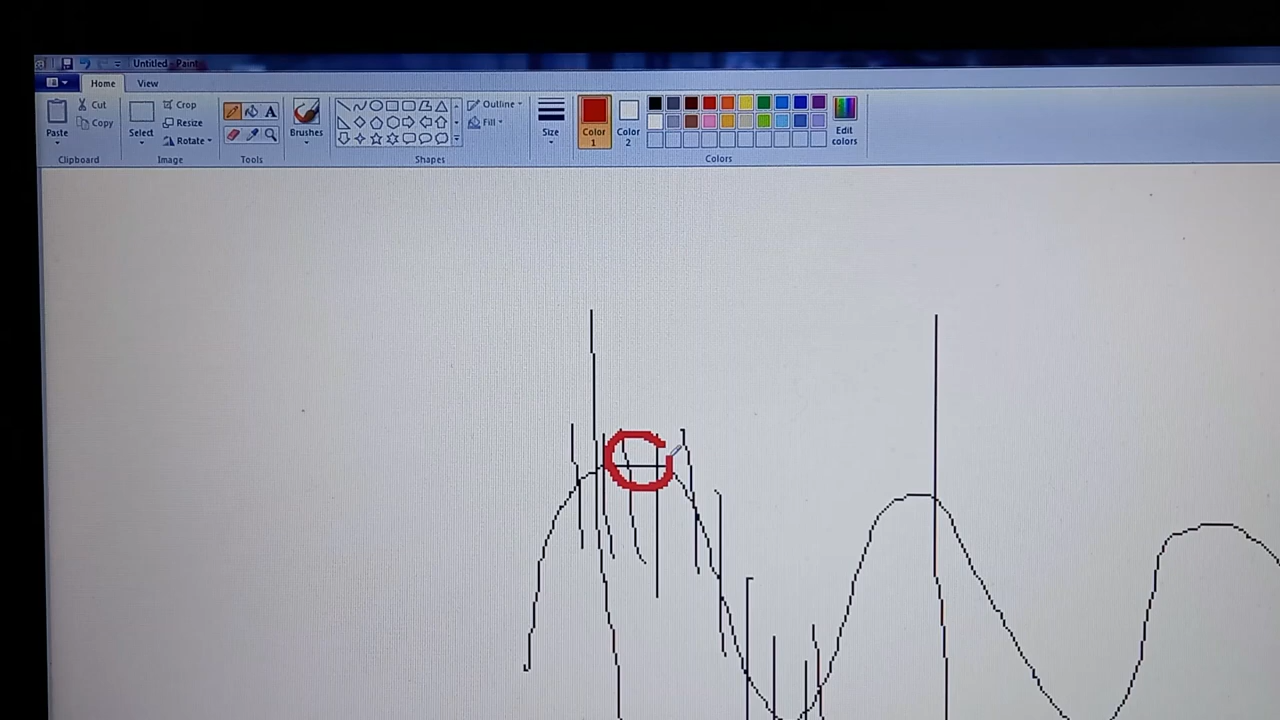 Untitled - Paint
Home View
Paste
Cut
Copy
Clipboard
Select
Crop
Resize
Rotate
Image
Tools
Brushes
Shapes
Outline
Fill
Size
Color
1
Color
2
Colors
Edit
colors